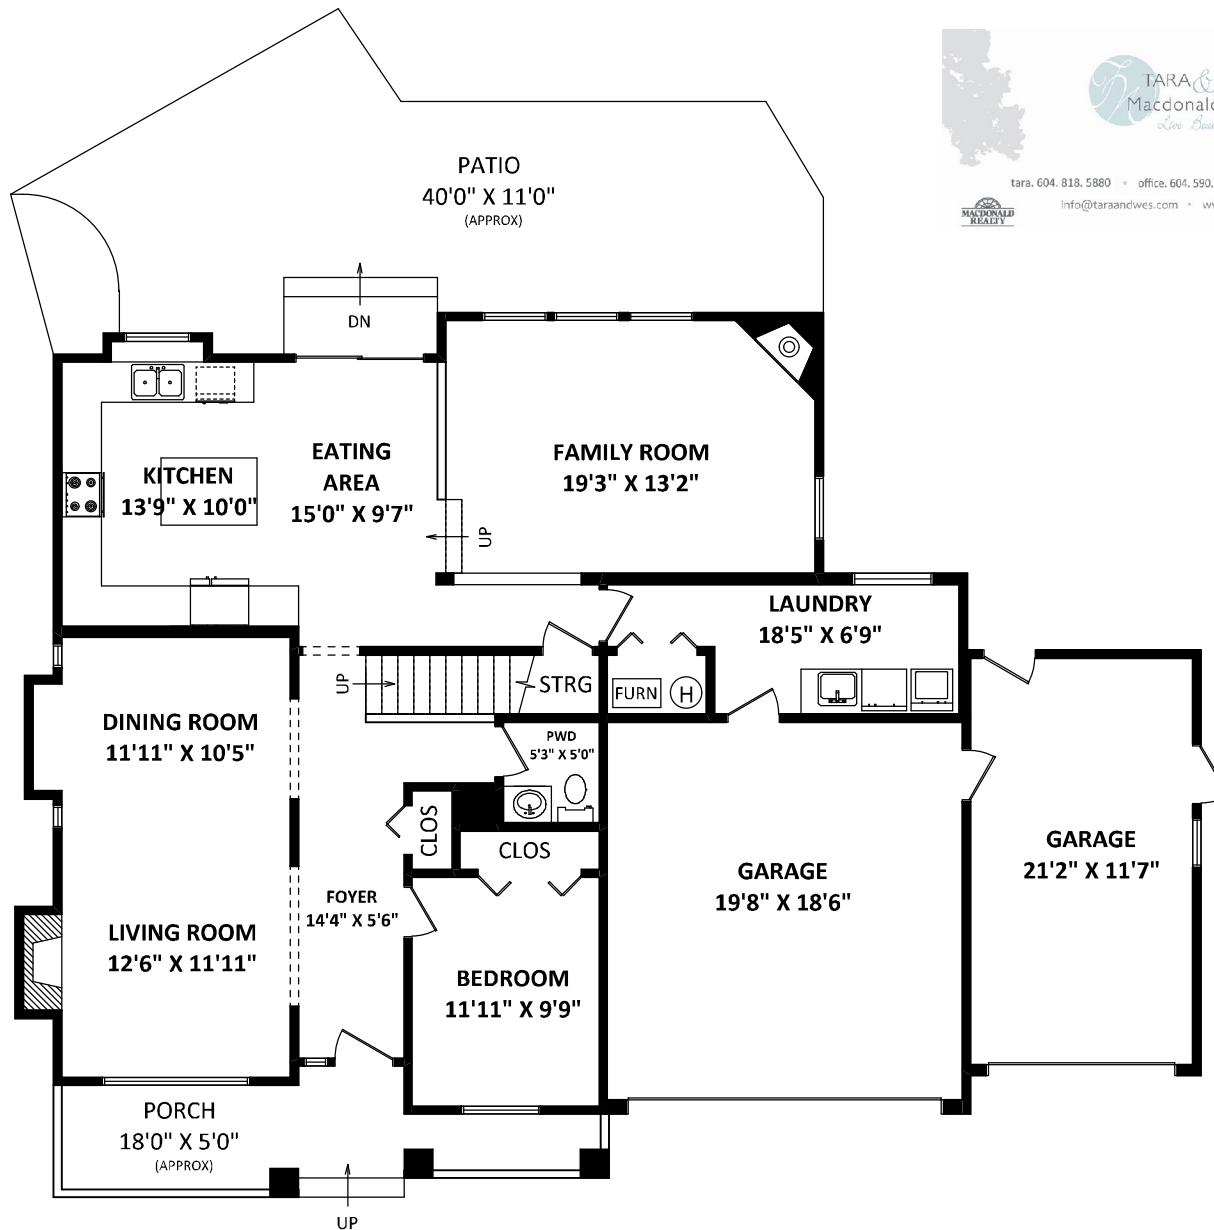 TARA &
Macdonald
tara. 604. 818. 5880 • office. 604. 590.
info@taraandwes.com •
MACDONALD
REALTY
PATIO
40'0" X 11'0"
(APPROX)
DN
KITCHEN
13'9" X 10'0"
EATING
AREA
15'0" X 9'7"
UP
FAMILY ROOM
19'3" X 13'2"
LAUNDRY
18'5" X 6'9"
UP
STRG
FURN
H
DINING ROOM
11'11" X 10'5"
PWD
5'3" X 5'0"
CLOS
CLOS
FOYER
14'4" X 5'6"
LIVING ROOM
12'6" X 11'11"
BEDROOM
11'11" X 9'9"
GARAGE
19'8" X 18'6"
GARAGE
21'2" X 11'7"
PORCH
18'0" X 5'0"
(APPROX)
UP